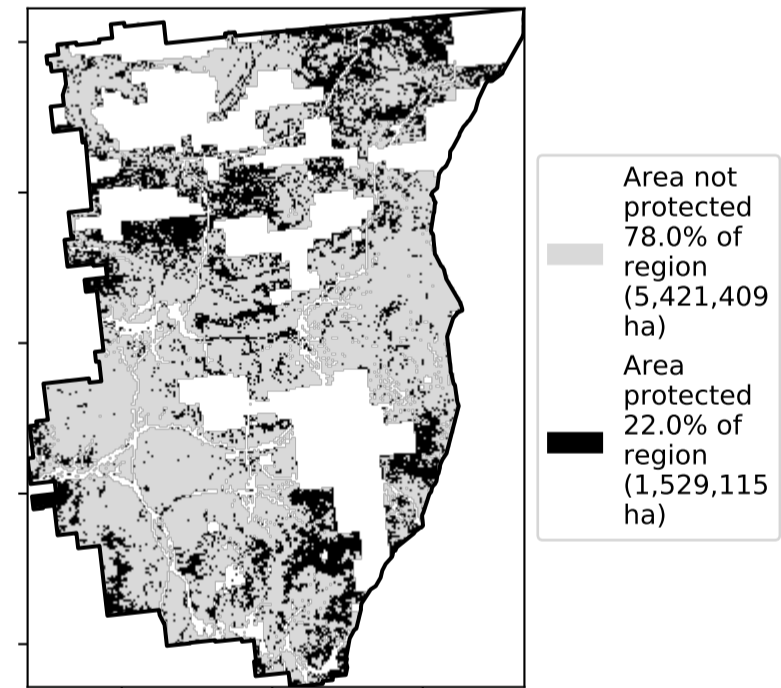 Area not
protected
78.0% of
region
(5,421,409
ha)
Area
protected
22.0% of
region
(1,529,115
ha)